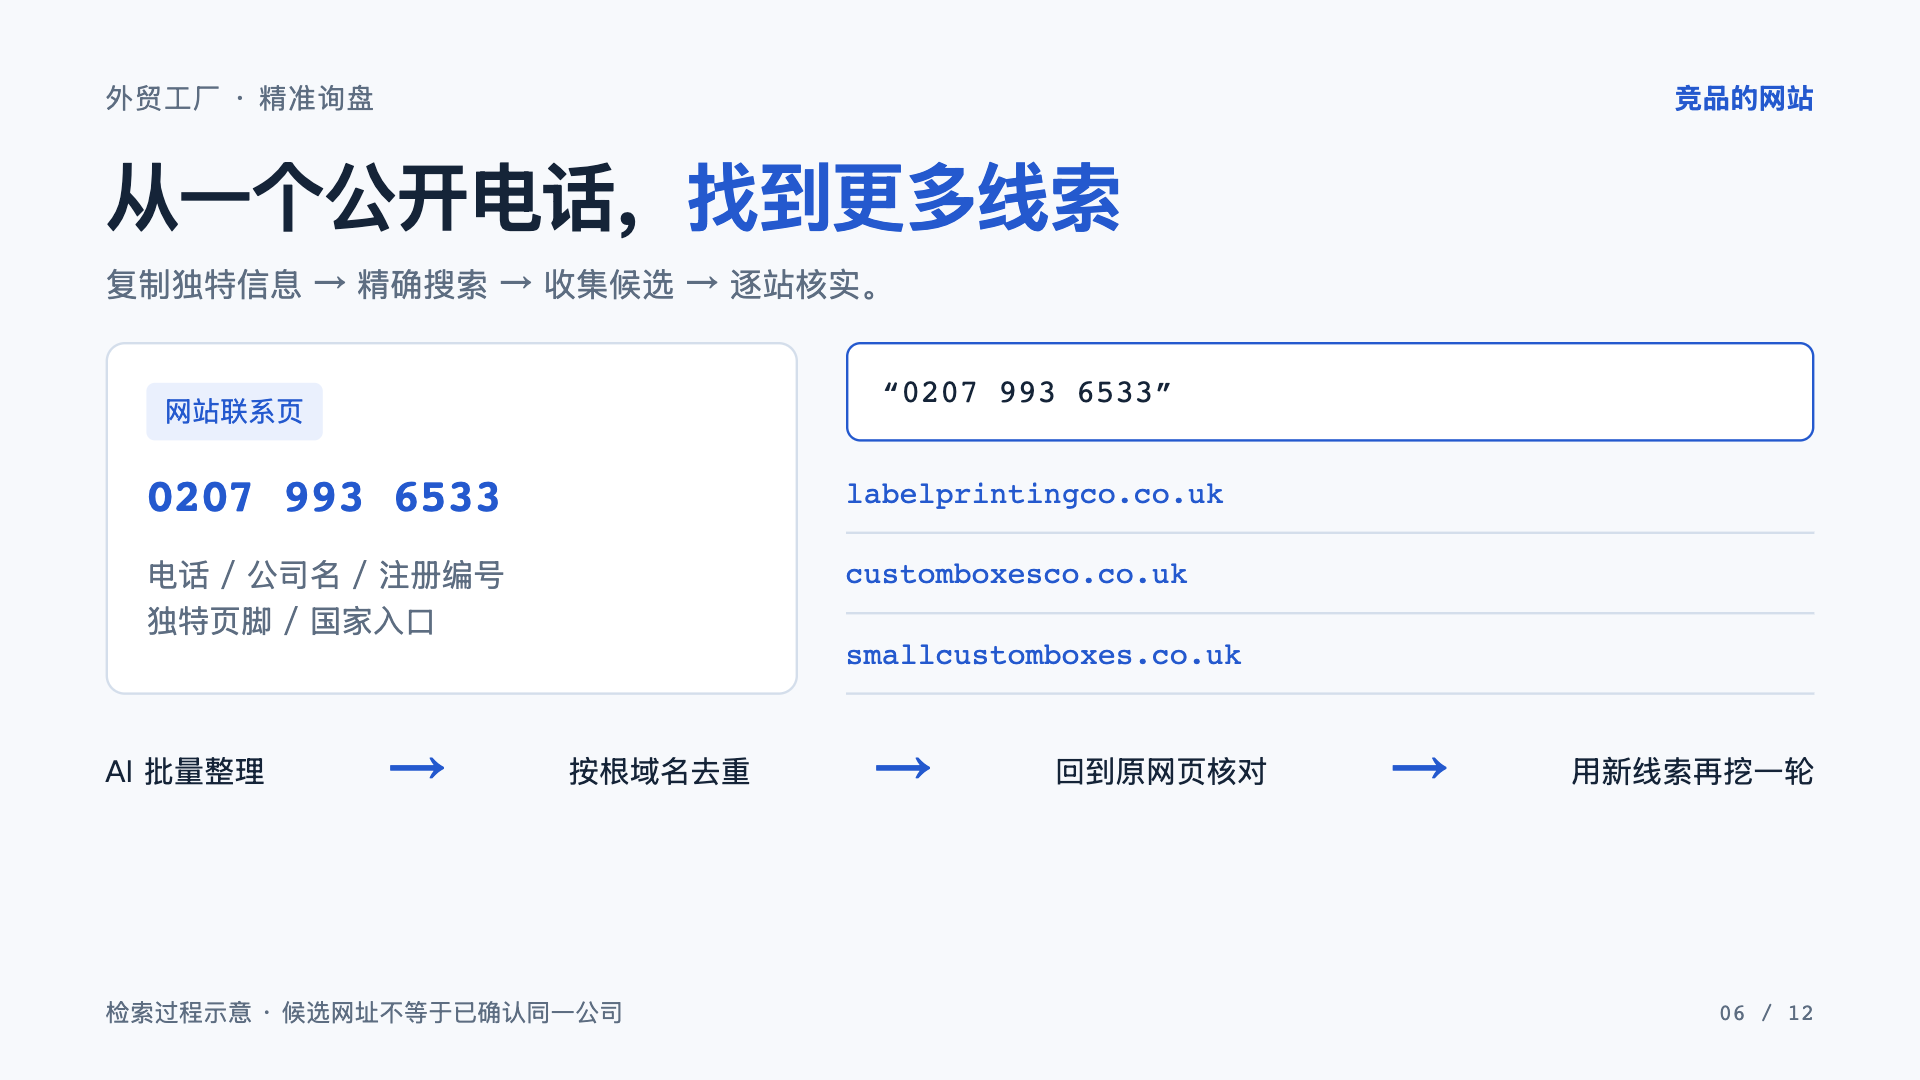 外贸工厂 · 精准询盘
竞品的网站
从一个公开电话，找到更多线索
复制独特信息 → 精确搜索 → 收集候选 → 逐站核实。
网站联系页
0207 993 6533
电话 / 公司名 / 注册编号
独特页脚 / 国家入口
“0207 993 6533”
labelprintingco.co.uk
customboxesco.co.uk
smallcustomboxes.co.uk
AI 批量整理 → 按根域名去重 → 回到原网页核对 → 用新线索再挖一轮
检索过程示意 · 候选网址不等于已确认同一公司
06 / 12